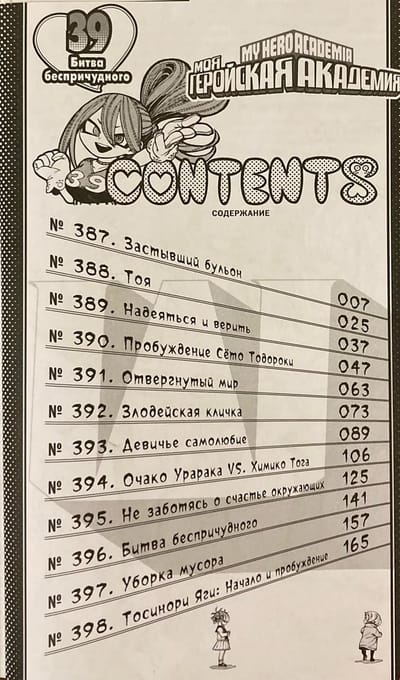 39
Битва
беспричудного
MY HERO ACADEMIA
МОЯ
ГЕРОЙСКАЯ АКАДЕМИЯ
CONTENTS
СОДЕРЖАНИЕ
№ 387. Застывший бульон 007
№ 388. Тоя 025
№ 389. Надеяться и верить 037
№ 390. Пробуждение Сёто Тодороки 047
№ 391. Отвергнутый мир 063
№ 392. Злодейская кличка 073
№ 393. Девичье самолюбие 089
№ 394. Очако Урарака VS. Химико Тога 106
№ 395. Не заботясь о счастье окружающих 125
№ 396. Битва беспричудного 141
№ 397. Уборка мусора 157
№ 398. Тосинори Яги: Начало и пробуждение 165